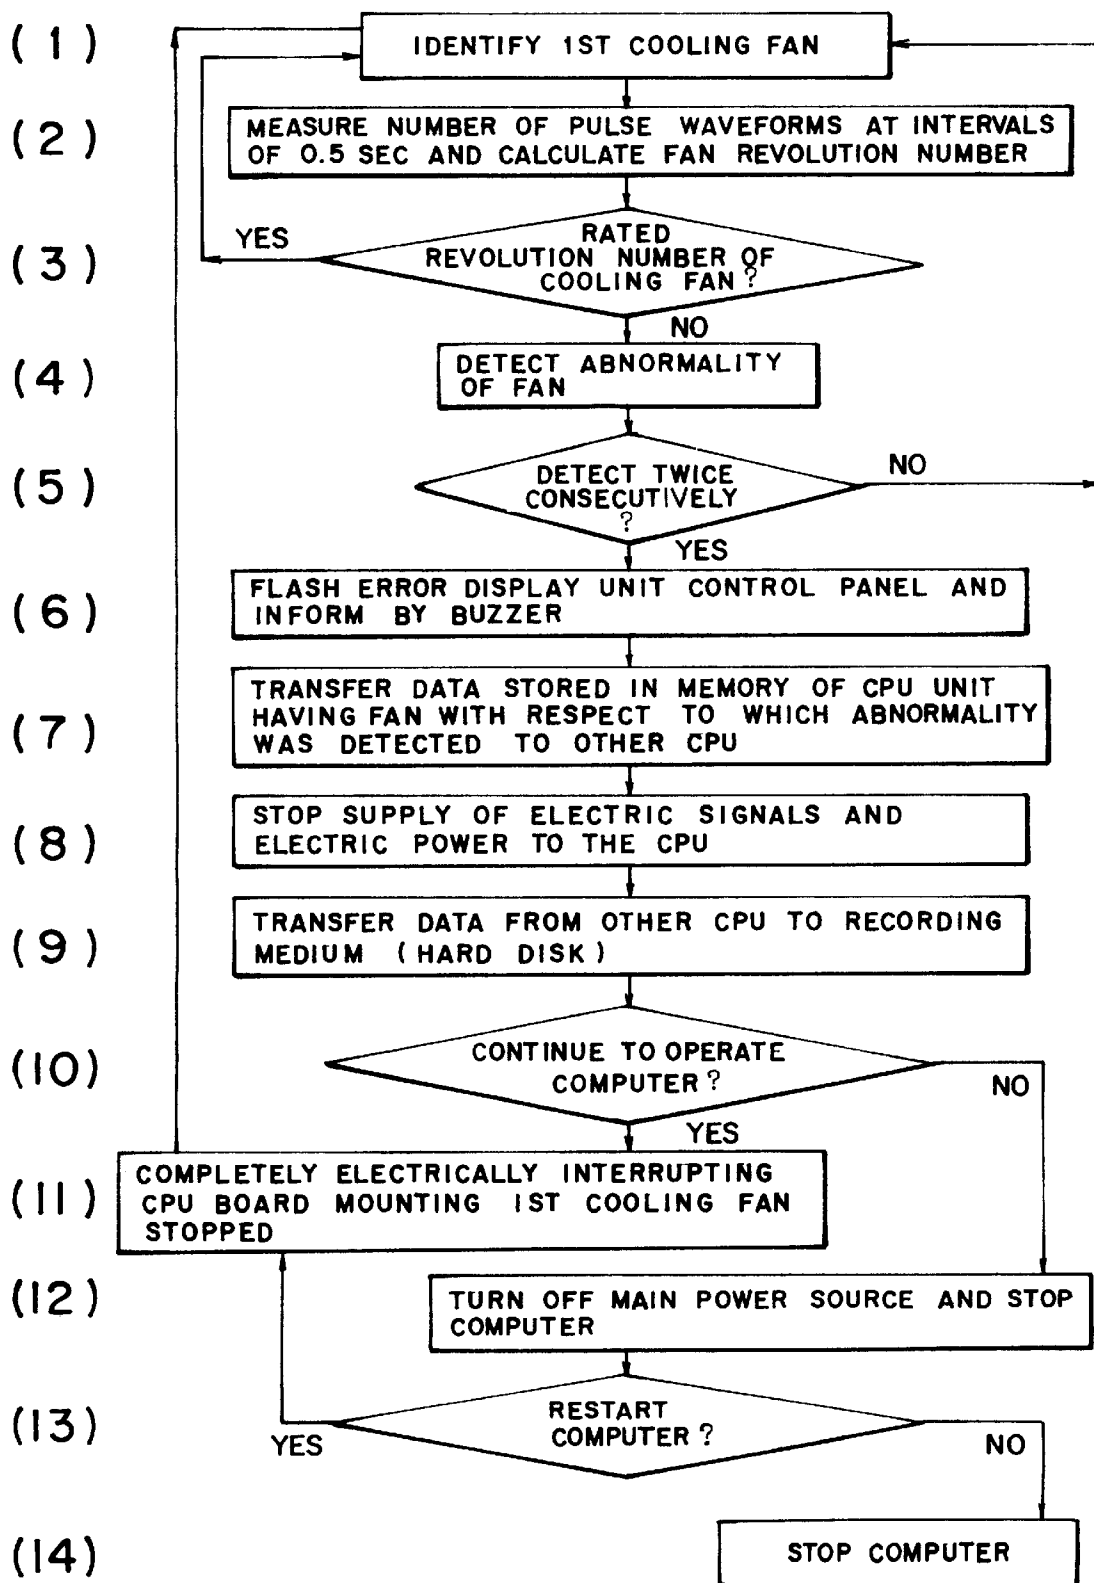 (1)
IDENTIFY 1ST COOLING FAN
(2)
MEASURE NUMBER OF PULSE WAVEFORMS AT INTERVALS
OF 0.5 SEC AND CALCULATE FAN REVOLUTION NUMBER
(3)
YES
RATED
REVOLUTION NUMBER OF
COOLING FAN?
NO
(4)
DETECT ABNORMALITY
OF FAN
(5)
DETECT TWICE
CONSECUTIVELY
?
NO
YES
(6)
FLASH ERROR DISPLAY UNIT CONTROL PANEL AND
INFORM BY BUZZER
(7)
TRANSFER DATA STORED IN MEMORY OF CPU UNIT
HAVING FAN WITH RESPECT TO WHICH ABNORMALITY
WAS DETECTED TO OTHER CPU
(8)
STOP SUPPLY OF ELECTRIC SIGNALS AND
ELECTRIC POWER TO THE CPU
(9)
TRANSFER DATA FROM OTHER CPU TO RECORDING
MEDIUM (HARD DISK)
(10)
CONTINUE TO OPERATE
COMPUTER?
NO
YES
(11)
COMPLETELY ELECTRICALLY INTERRUPTING
CPU BOARD MOUNTING 1ST COOLING FAN
STOPPED
(12)
TURN OFF MAIN POWER SOURCE AND STOP
COMPUTER
(13)
RESTART
COMPUTER?
YES
NO
(14)
STOP COMPUTER